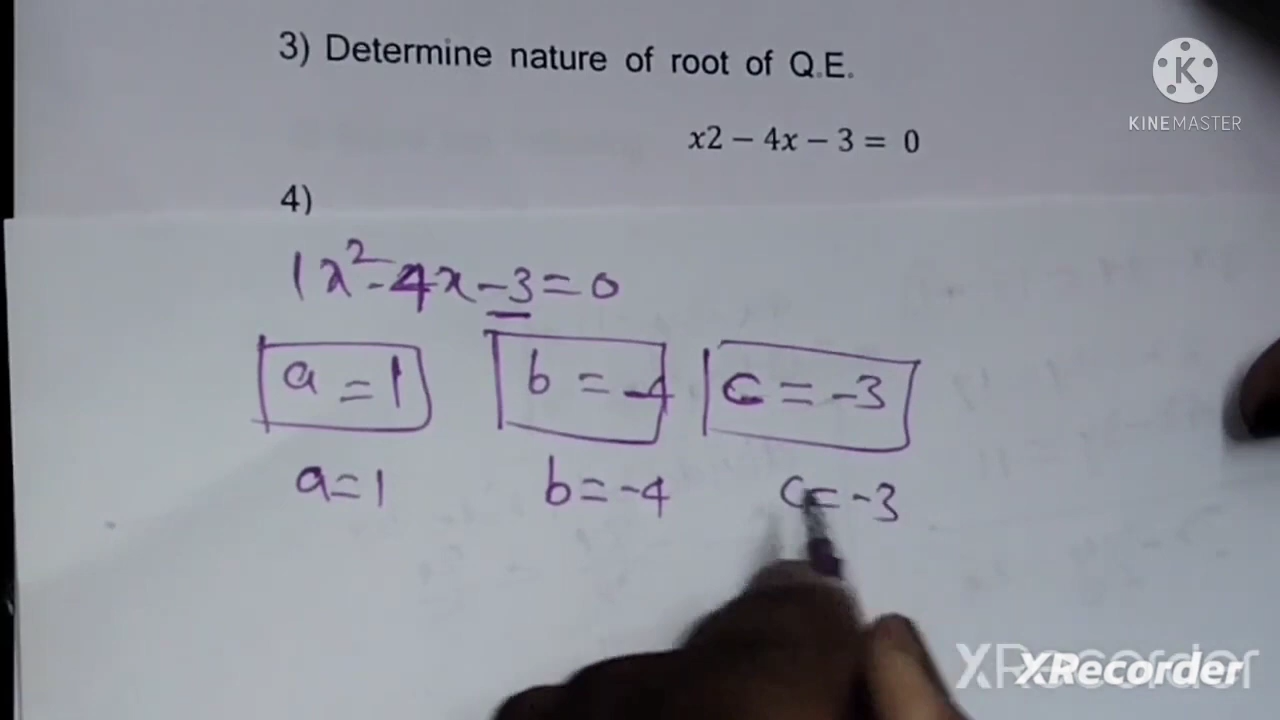 3) Determine nature of root of Q.E.
K
KINEMASTER
x2 − 4x − 3 = 0
4)
1x²-4x-3=0
a=1 b=-4 c=-3
a=1 b=-4 c=-3
XRecorder
XRecorder